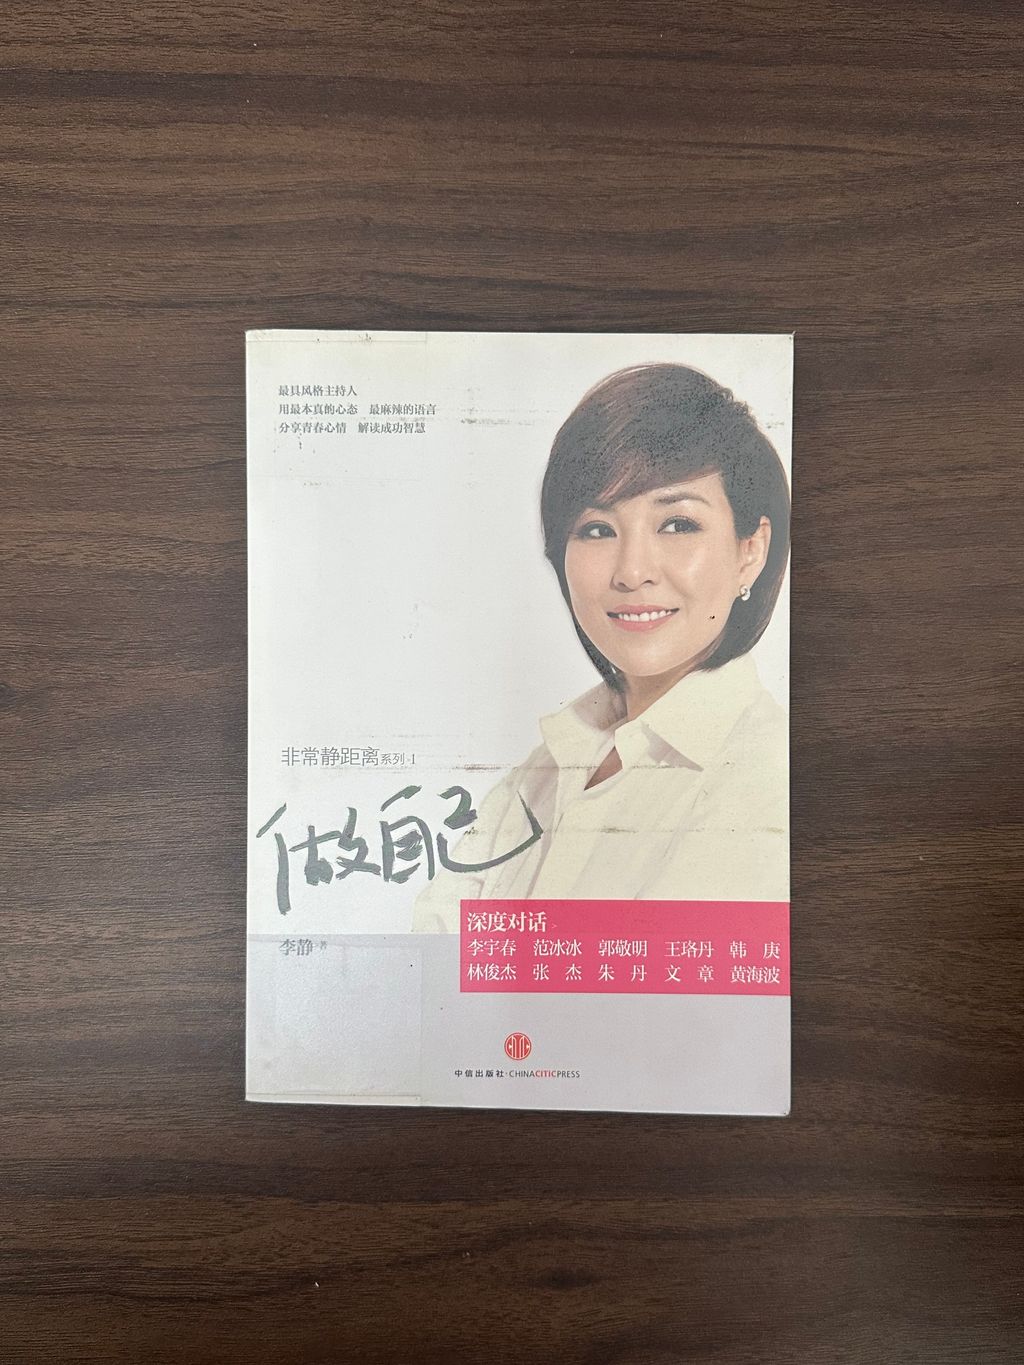 最具风格主持人
用最本真的心态 最麻辣的语言
分享青春心情 解读成功智慧
非常静距离系列·I
做自己
李静 著
深度对话 >
李宇春 范冰冰 郭敬明 王珞丹 韩 庚
林俊杰 张 杰 朱 丹 文 章 黄海波
中信出版社·CHINACITICPRESS